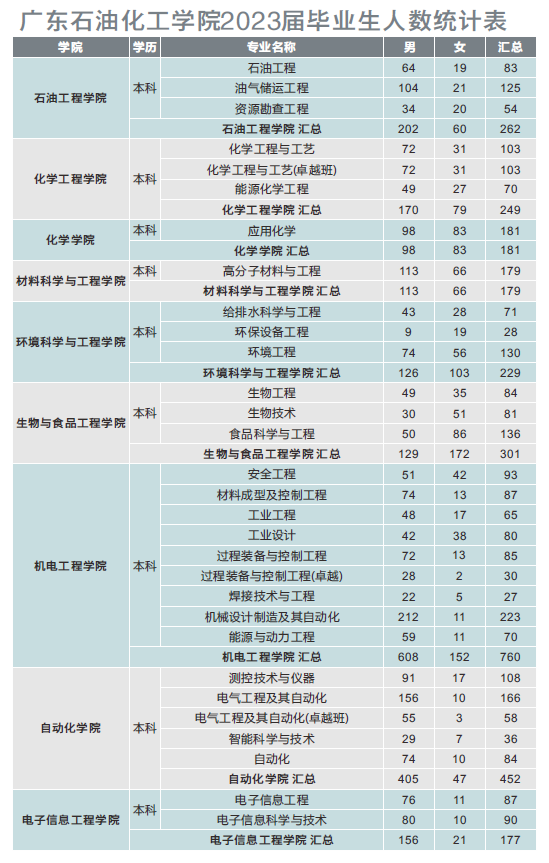 广东石油化工学院2023届毕业生人数统计表
学院 学历 专业名称 男 女 汇总
石油工程学院 本科 石油工程 64 19 83
油气储运工程 104 21 125
资源勘查工程 34 20 54
石油工程学院 汇总 202 60 262
化学工程学院 本科 化学工程与工艺 72 31 103
化学工程与工艺(卓越班) 72 31 103
能源化学工程 49 27 70
化学工程学院 汇总 170 79 249
化学学院 本科 应用化学 98 83 181
化学学院 汇总 98 83 181
材料科学与工程学院 本科 高分子材料与工程 113 66 179
材料科学与工程学院 汇总 113 66 179
环境科学与工程学院 本科 给排水科学与工程 43 28 71
环保设备工程 9 19 28
环境工程 74 56 130
环境科学与工程学院 汇总 126 103 229
生物与食品工程学院 本科 生物工程 49 35 84
生物技术 30 51 81
食品科学与工程 50 86 136
生物与食品工程学院 汇总 129 172 301
机电工程学院 本科 安全工程 51 42 93
材料成型及控制工程 74 13 87
工业工程 48 17 65
工业设计 42 38 80
过程装备与控制工程 72 13 85
过程装备与控制工程(卓越) 28 2 30
焊接技术与工程 22 5 27
机械设计制造及其自动化 212 11 223
能源与动力工程 59 11 70
机电工程学院 汇总 608 152 760
自动化学院 本科 测控技术与仪器 91 17 108
电气工程及其自动化 156 10 166
电气工程及其自动化(卓越班) 55 3 58
智能科学与技术 29 7 36
自动化 74 10 84
自动化学院 汇总 405 47 452
电子信息工程学院 本科 电子信息工程 76 11 87
电子信息科学与技术 80 10 90
电子信息工程学院 汇总 156 21 177